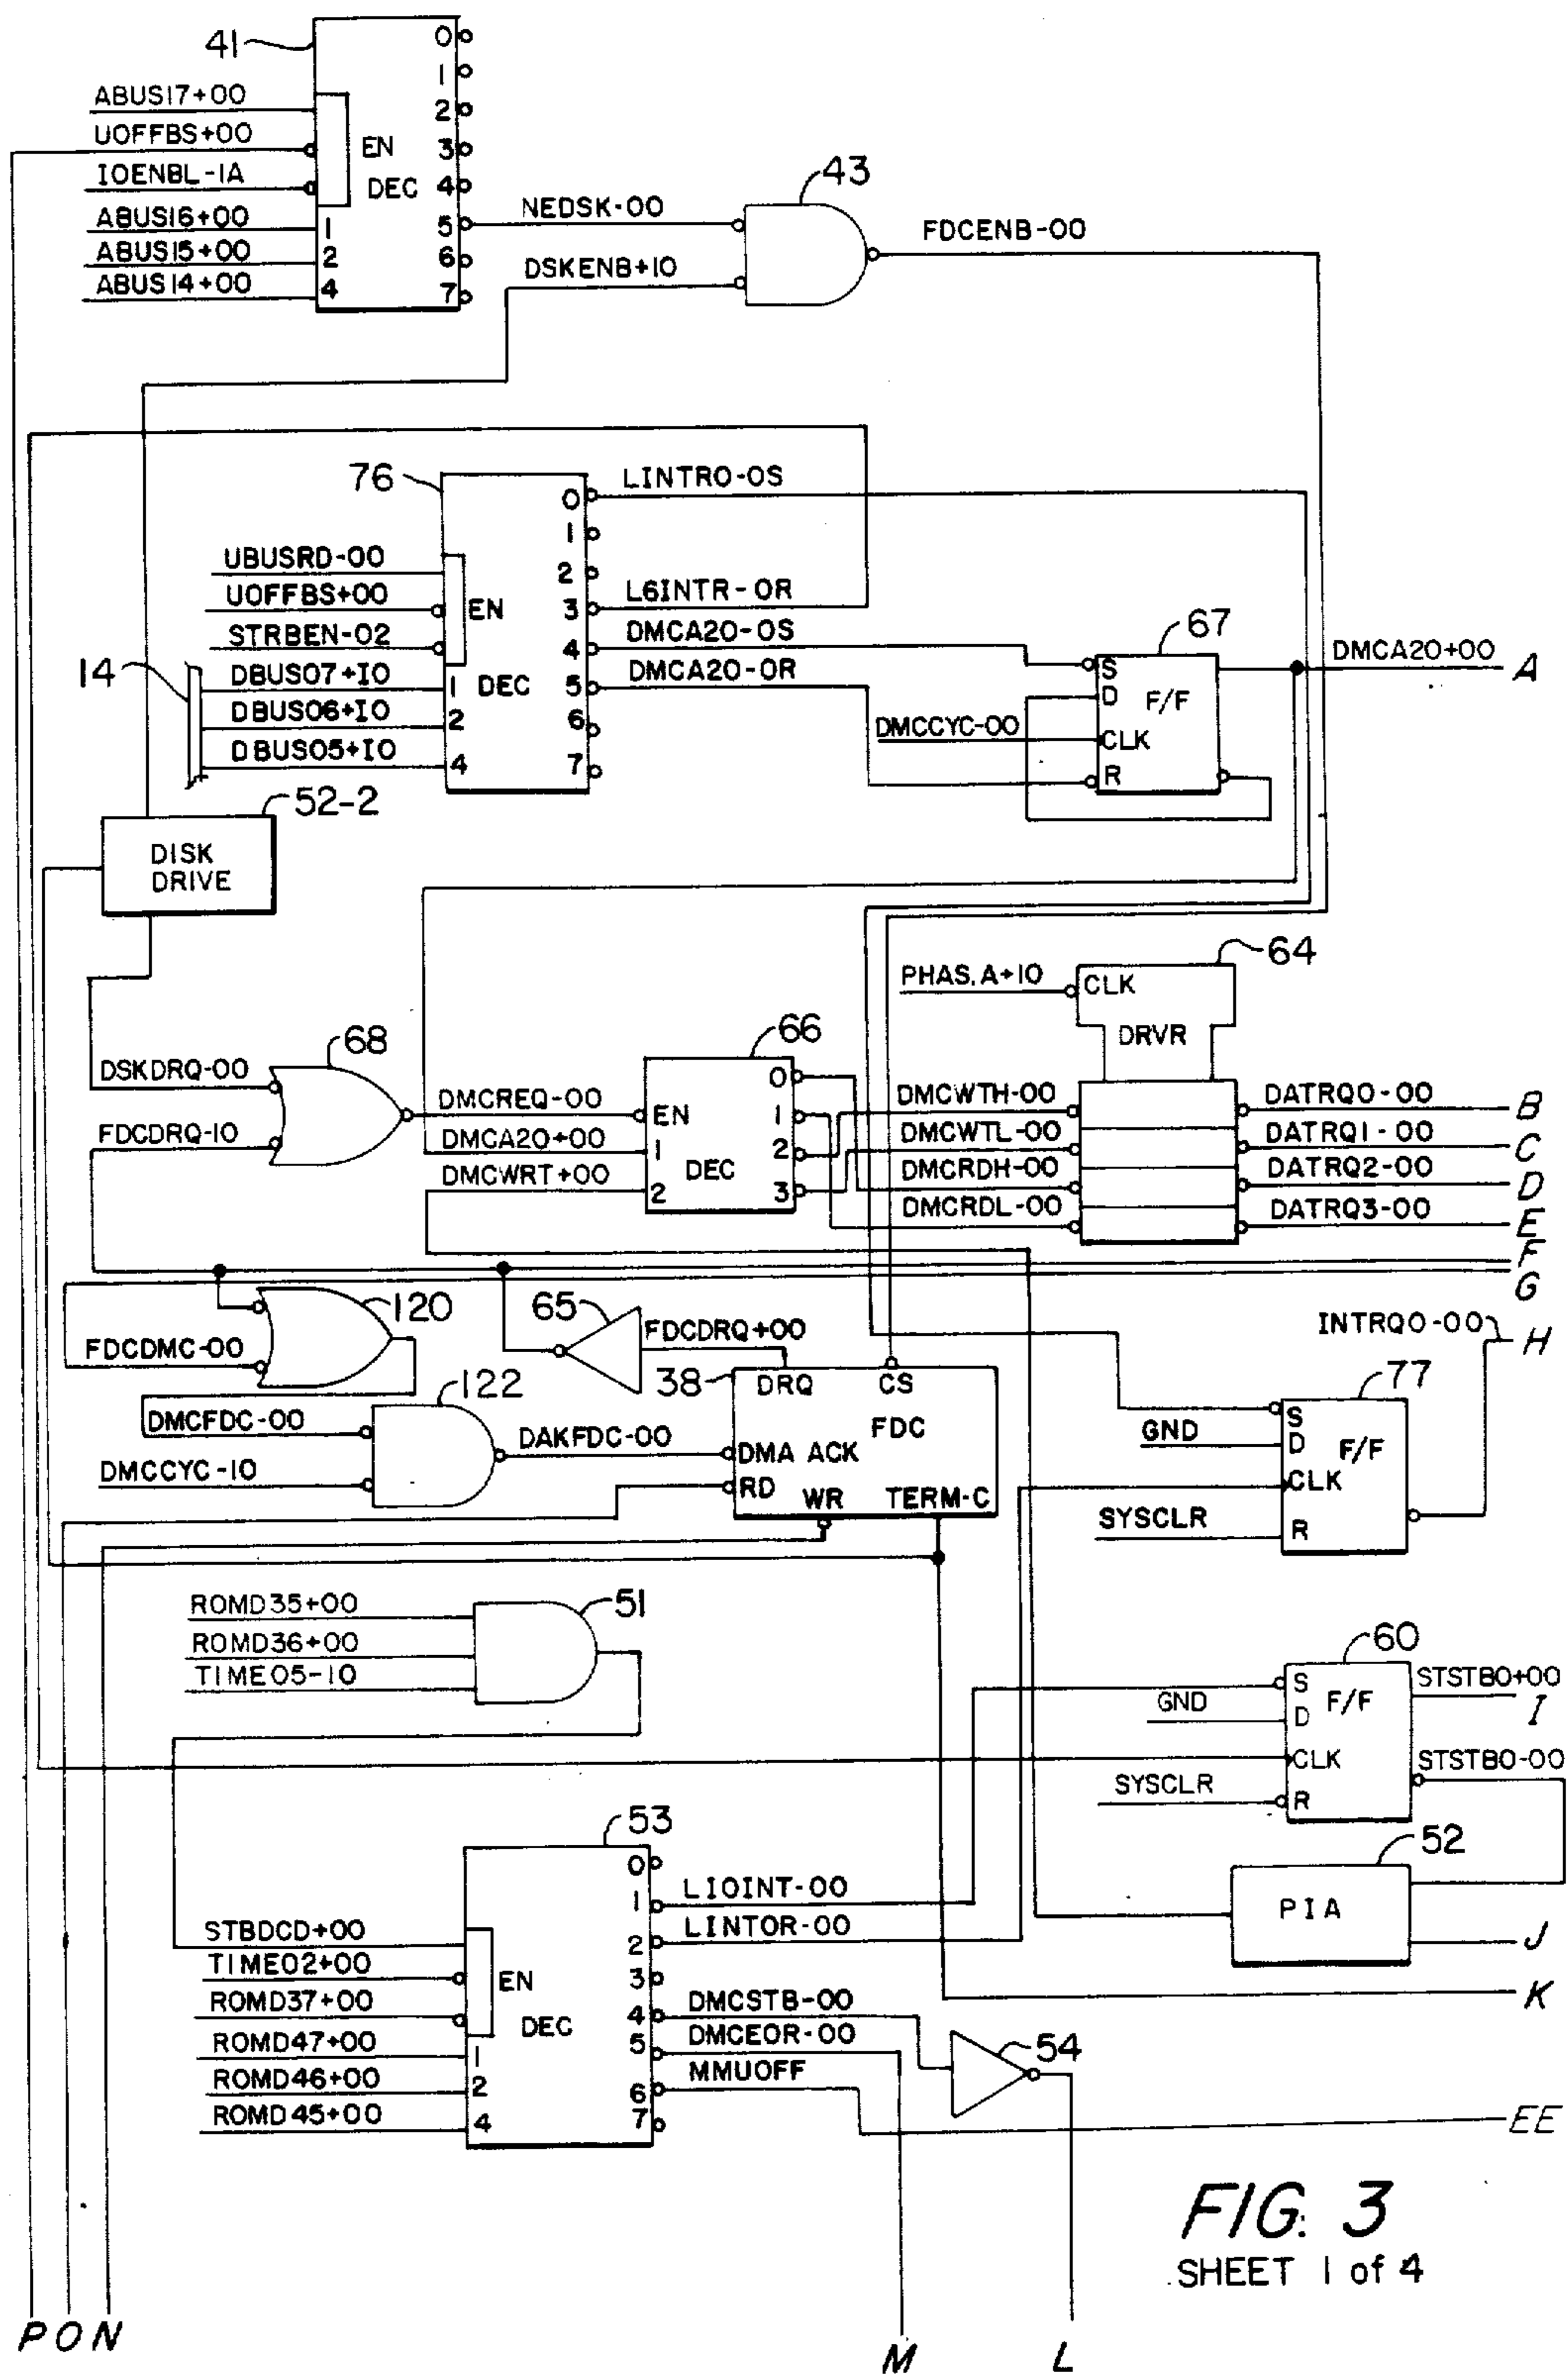 41
0
1
ABUS17+00
2
UOFFBS+00
EN
3
IOENBL-1A
DEC
4
ABUS16+00
1
5
NEDSK-00
43
FDCENB-00
ABUS15+00
2
6
DSKENB+10
ABUS14+00
4
7
76
0
LINTR0-0S
1
UBUSRD-00
2
UOFFBS+00
EN
3
L6INTR-0R
STRBEN-02
4
DMCA20-0S
67
S
DMCA20+00
A
14
DBUS07+10
1
DEC
5
DMCA20-0R
D
F/F
DBUS06+10
2
6
DMCCYC-00
CLK
DBUS05+10
4
7
R
52-2
DISK
DRIVE
64
PHAS.A+10
CLK
DRVR
68
66
DSKDRQ-00
DMCREQ-00
EN
0
DMCWTH-00
DATRQ0-00
B
FDCDRQ-10
DMCA20+00
1
1
DMCWTL-00
DATRQ1-00
C
DMCWRT+00
2
DEC
2
DMCRDH-00
DATRQ2-00
D
3
DMCRDL-00
DATRQ3-00
E
F
G
120
65
FDCDRQ+00
INTRQ0-00
H
FDCDMC-00
38
DRQ
CS
77
122
DMCFDC-00
DAKFDC-00
FDC
S
GND
D
F/F
DMCCYC-10
DMA ACK
RD
WR
TERM-C
CLK
SYSCLR
R
ROMD35+00
51
ROMD36+00
TIME05-10
60
S
F/F
STSTB0+00
I
GND
D
CLK
STSTB0-00
SYSCLR
R
53
52
0
1
LIOINT-00
PIA
STBDCD+00
2
LINTOR-00
J
TIME02+00
EN
3
ROMD37+00
DEC
4
DMCSTB-00
K
ROMD47+00
1
5
DMCEOR-00
54
ROMD46+00
2
6
MMUOFF
ROMD45+00
4
7
EE
FIG. 3
SHEET 1 of 4
P O N
M
L